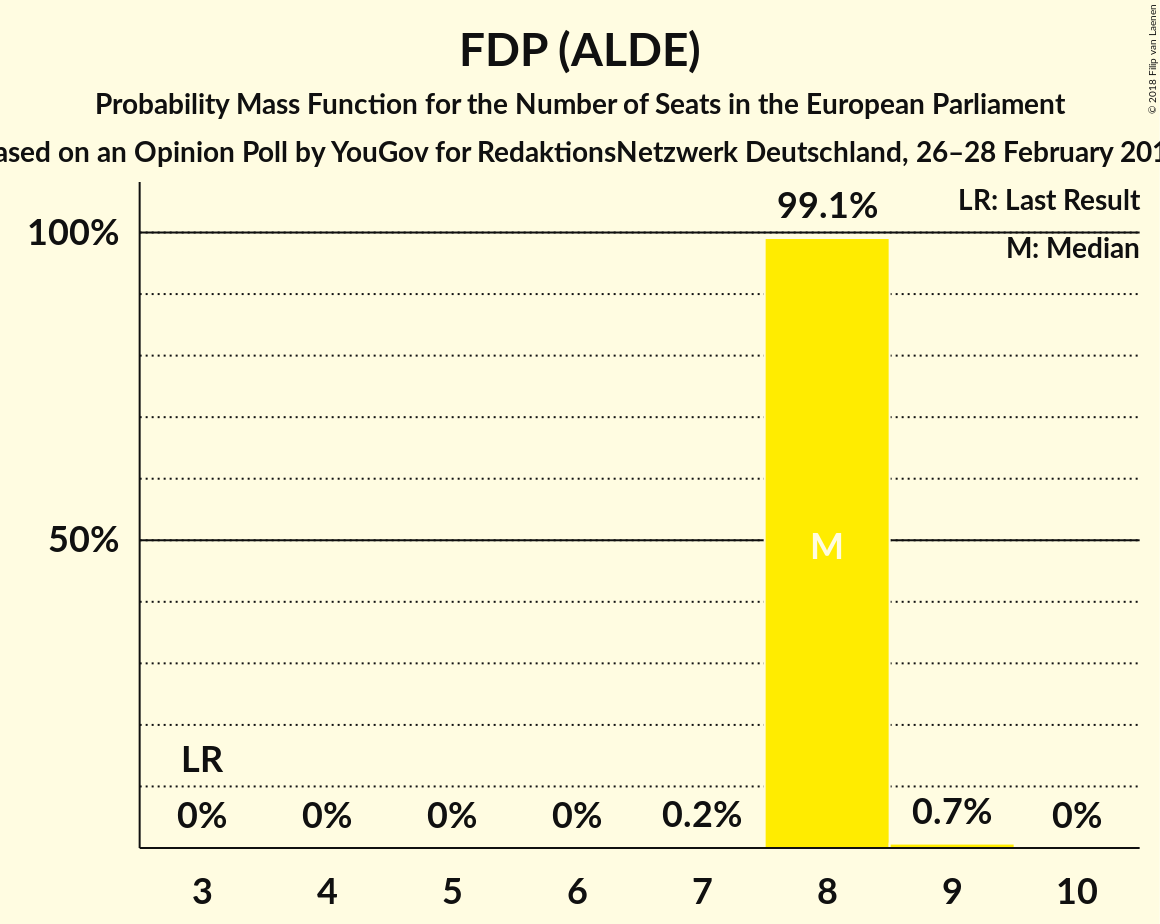 FDP (ALDE)
Probability Mass Function for the Number of Seats in the European Parliament
ased on an Opinion Poll by YouGov for RedaktionsNetzwerk Deutschland, 26–28 February 201
© 2018 Filip van Laenen
LR: Last Result
M: Median
99.1%
100%
50%
M
LR
0% 0% 0% 0% 0.2% 0.7% 0%
3 4 5 6 7 8 9 10